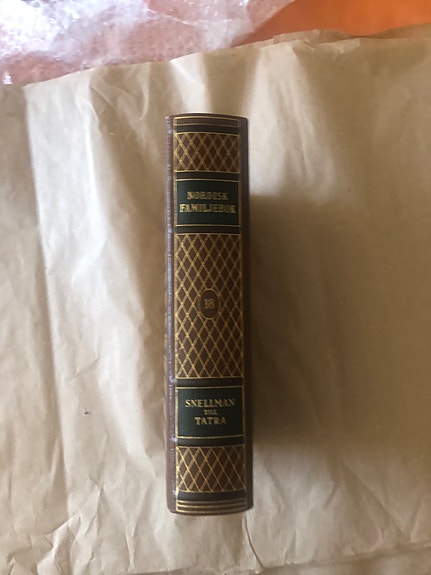 NORDISK
FAMILJEBOK
18
SNELLMAN
TILL
TATRA